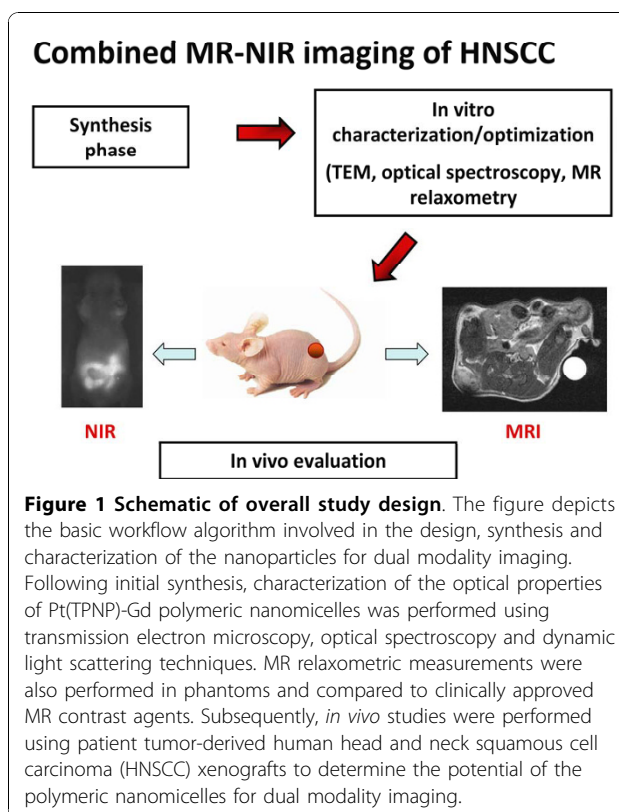 Combined MR-NIR imaging of HNSCC
Synthesis
phase
In vitro
characterization/optimization
(TEM, optical spectroscopy, MR
relaxometry
NIR
MRI
In vivo evaluation
Figure 1 Schematic of overall study design. The figure depicts
the basic workflow algorithm involved in the design, synthesis and
characterization of the nanoparticles for dual modality imaging.
Following initial synthesis, characterization of the optical properties
of Pt(TPNP)-Gd polymeric nanomicelles was performed using
transmission electron microscopy, optical spectroscopy and dynamic
light scattering techniques. MR relaxometric measurements were
also performed in phantoms and compared to clinically approved
MR contrast agents. Subsequently, in vivo studies were performed
using patient tumor-derived human head and neck squamous cell
carcinoma (HNSCC) xenografts to determine the potential of the
polymeric nanomicelles for dual modality imaging.